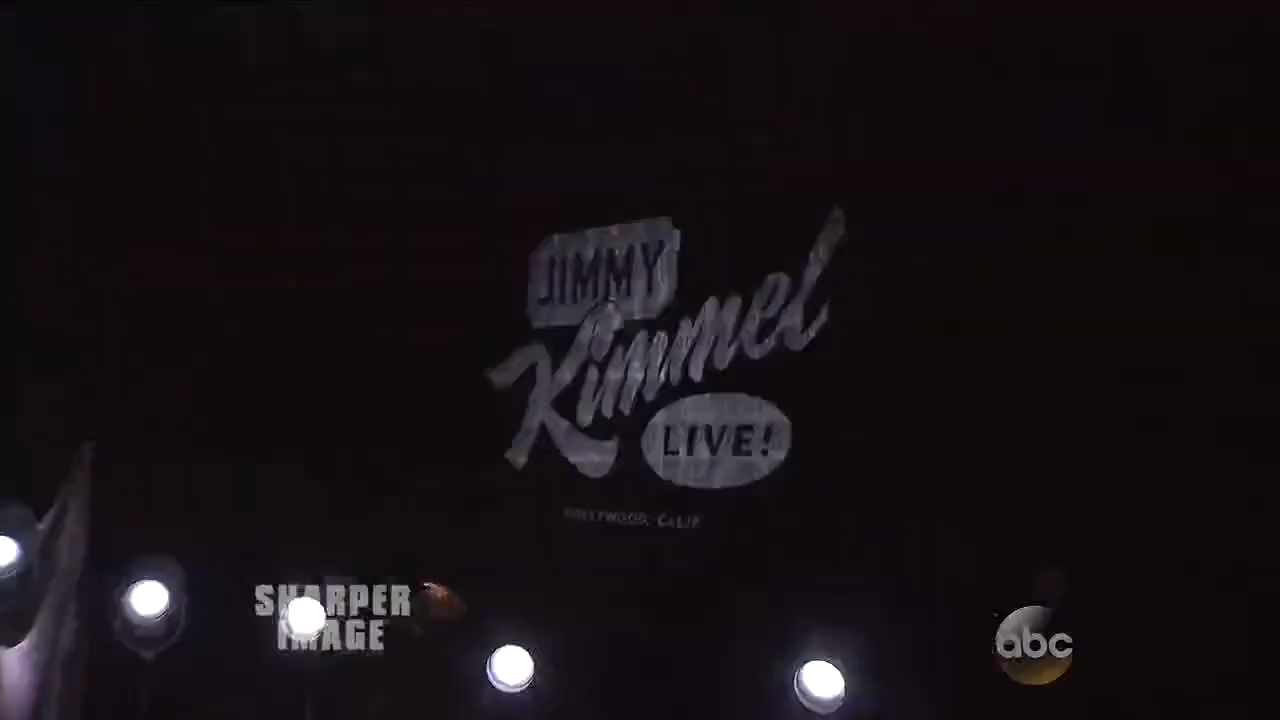 JIMMY
Kimmel
LIVE!
HOLLYWOOD, CALIF
SHARPER
IMAGE
abc